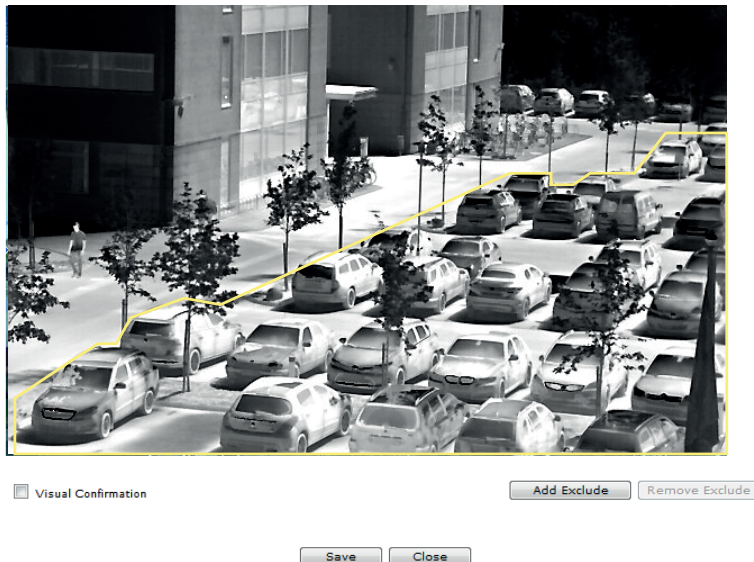 Visual Confirmation
Add Exclude
Remove Exclude
Save
Close